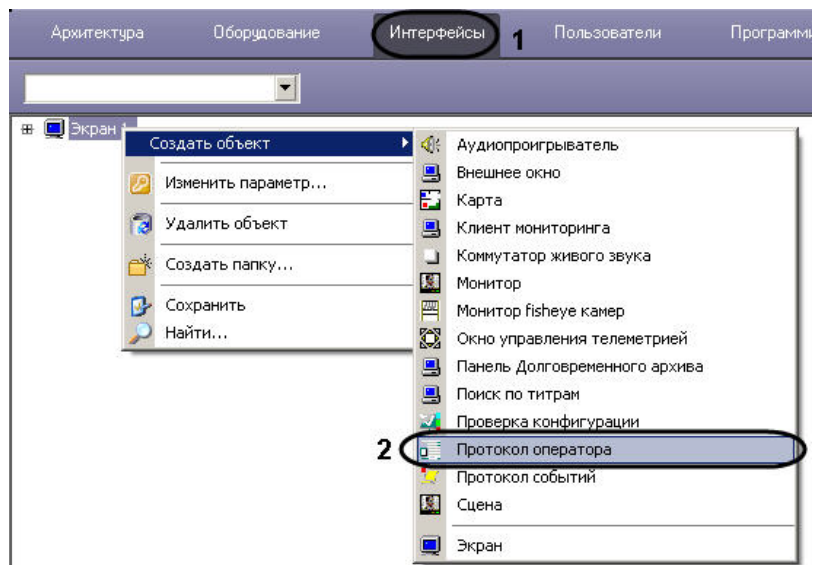 Архитектура Оборудование Интерфейсы 1 Пользователи Программи
Экран 1
Создать объект
Изменить параметр...
Удалить объект
Создать папку...
Сохранить
Найти...
Аудиопроигрыватель
Внешнее окно
Карта
Клиент мониторинга
Коммутатор живого звука
Монитор
Монитор fisheye камер
Окно управления телеметрией
Панель Долговременного архива
Поиск по титрам
Проверка конфигурации
2 Протокол оператора
Протокол событий
Сцена
Экран